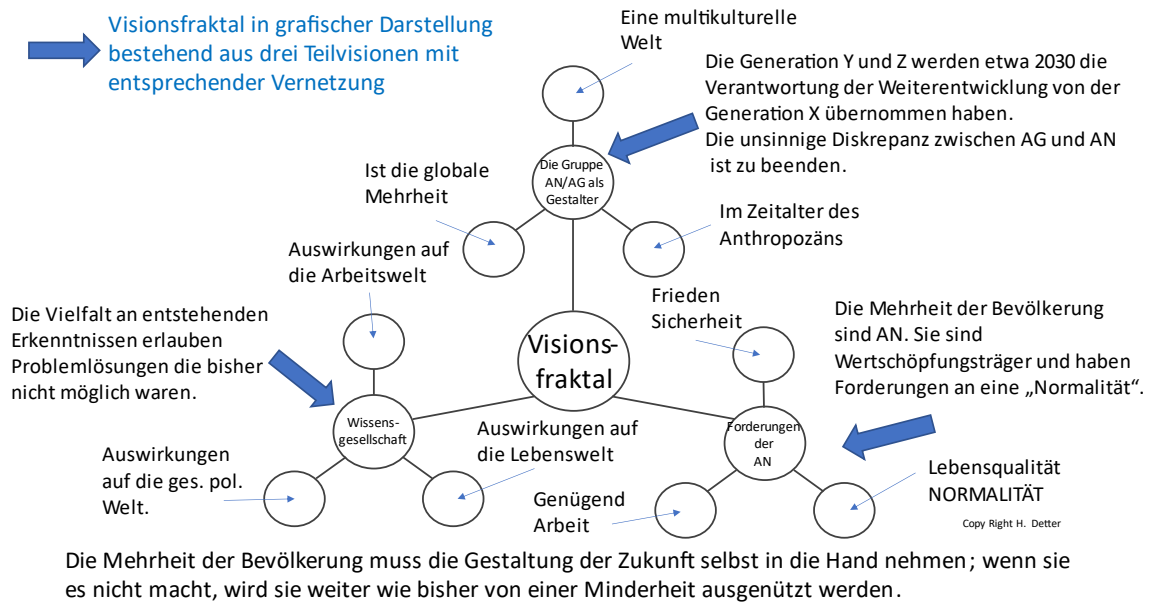 Visionsfraktal in grafischer Darstellung
bestehend aus drei Teilvisionen mit
entsprechender Vernetzung
Eine multikulturelle
Welt
Die Generation Y und Z werden etwa 2030 die
Verantwortung der Weiterentwicklung von der
Generation X übernommen haben.
Die unsinnige Diskrepanz zwischen AG und AN
ist zu beenden.
Die Gruppe
AN/AG als
Gestalter
Ist die globale
Mehrheit
Im Zeitalter des
Anthropozäns
Auswirkungen auf
die Arbeitswelt
Frieden
Sicherheit
Die Vielfalt an entstehenden
Erkenntnissen erlauben
Problemlösungen die bisher
nicht möglich waren.
Die Mehrheit der Bevölkerung
sind AN. Sie sind
Wertschöpfungsträger und haben
Forderungen an eine „Normalität“.
Visions-
fraktal
Wissens-
gesellschaft
Auswirkungen auf
die Lebenswelt
Forderungen
der
AN
Auswirkungen
auf die ges. pol.
Welt.
Genügend
Arbeit
Lebensqualität
NORMALITÄT
Copy Right H. Detter
Die Mehrheit der Bevölkerung muss die Gestaltung der Zukunft selbst in die Hand nehmen; wenn sie
es nicht macht, wird sie weiter wie bisher von einer Minderheit ausgenützt werden.